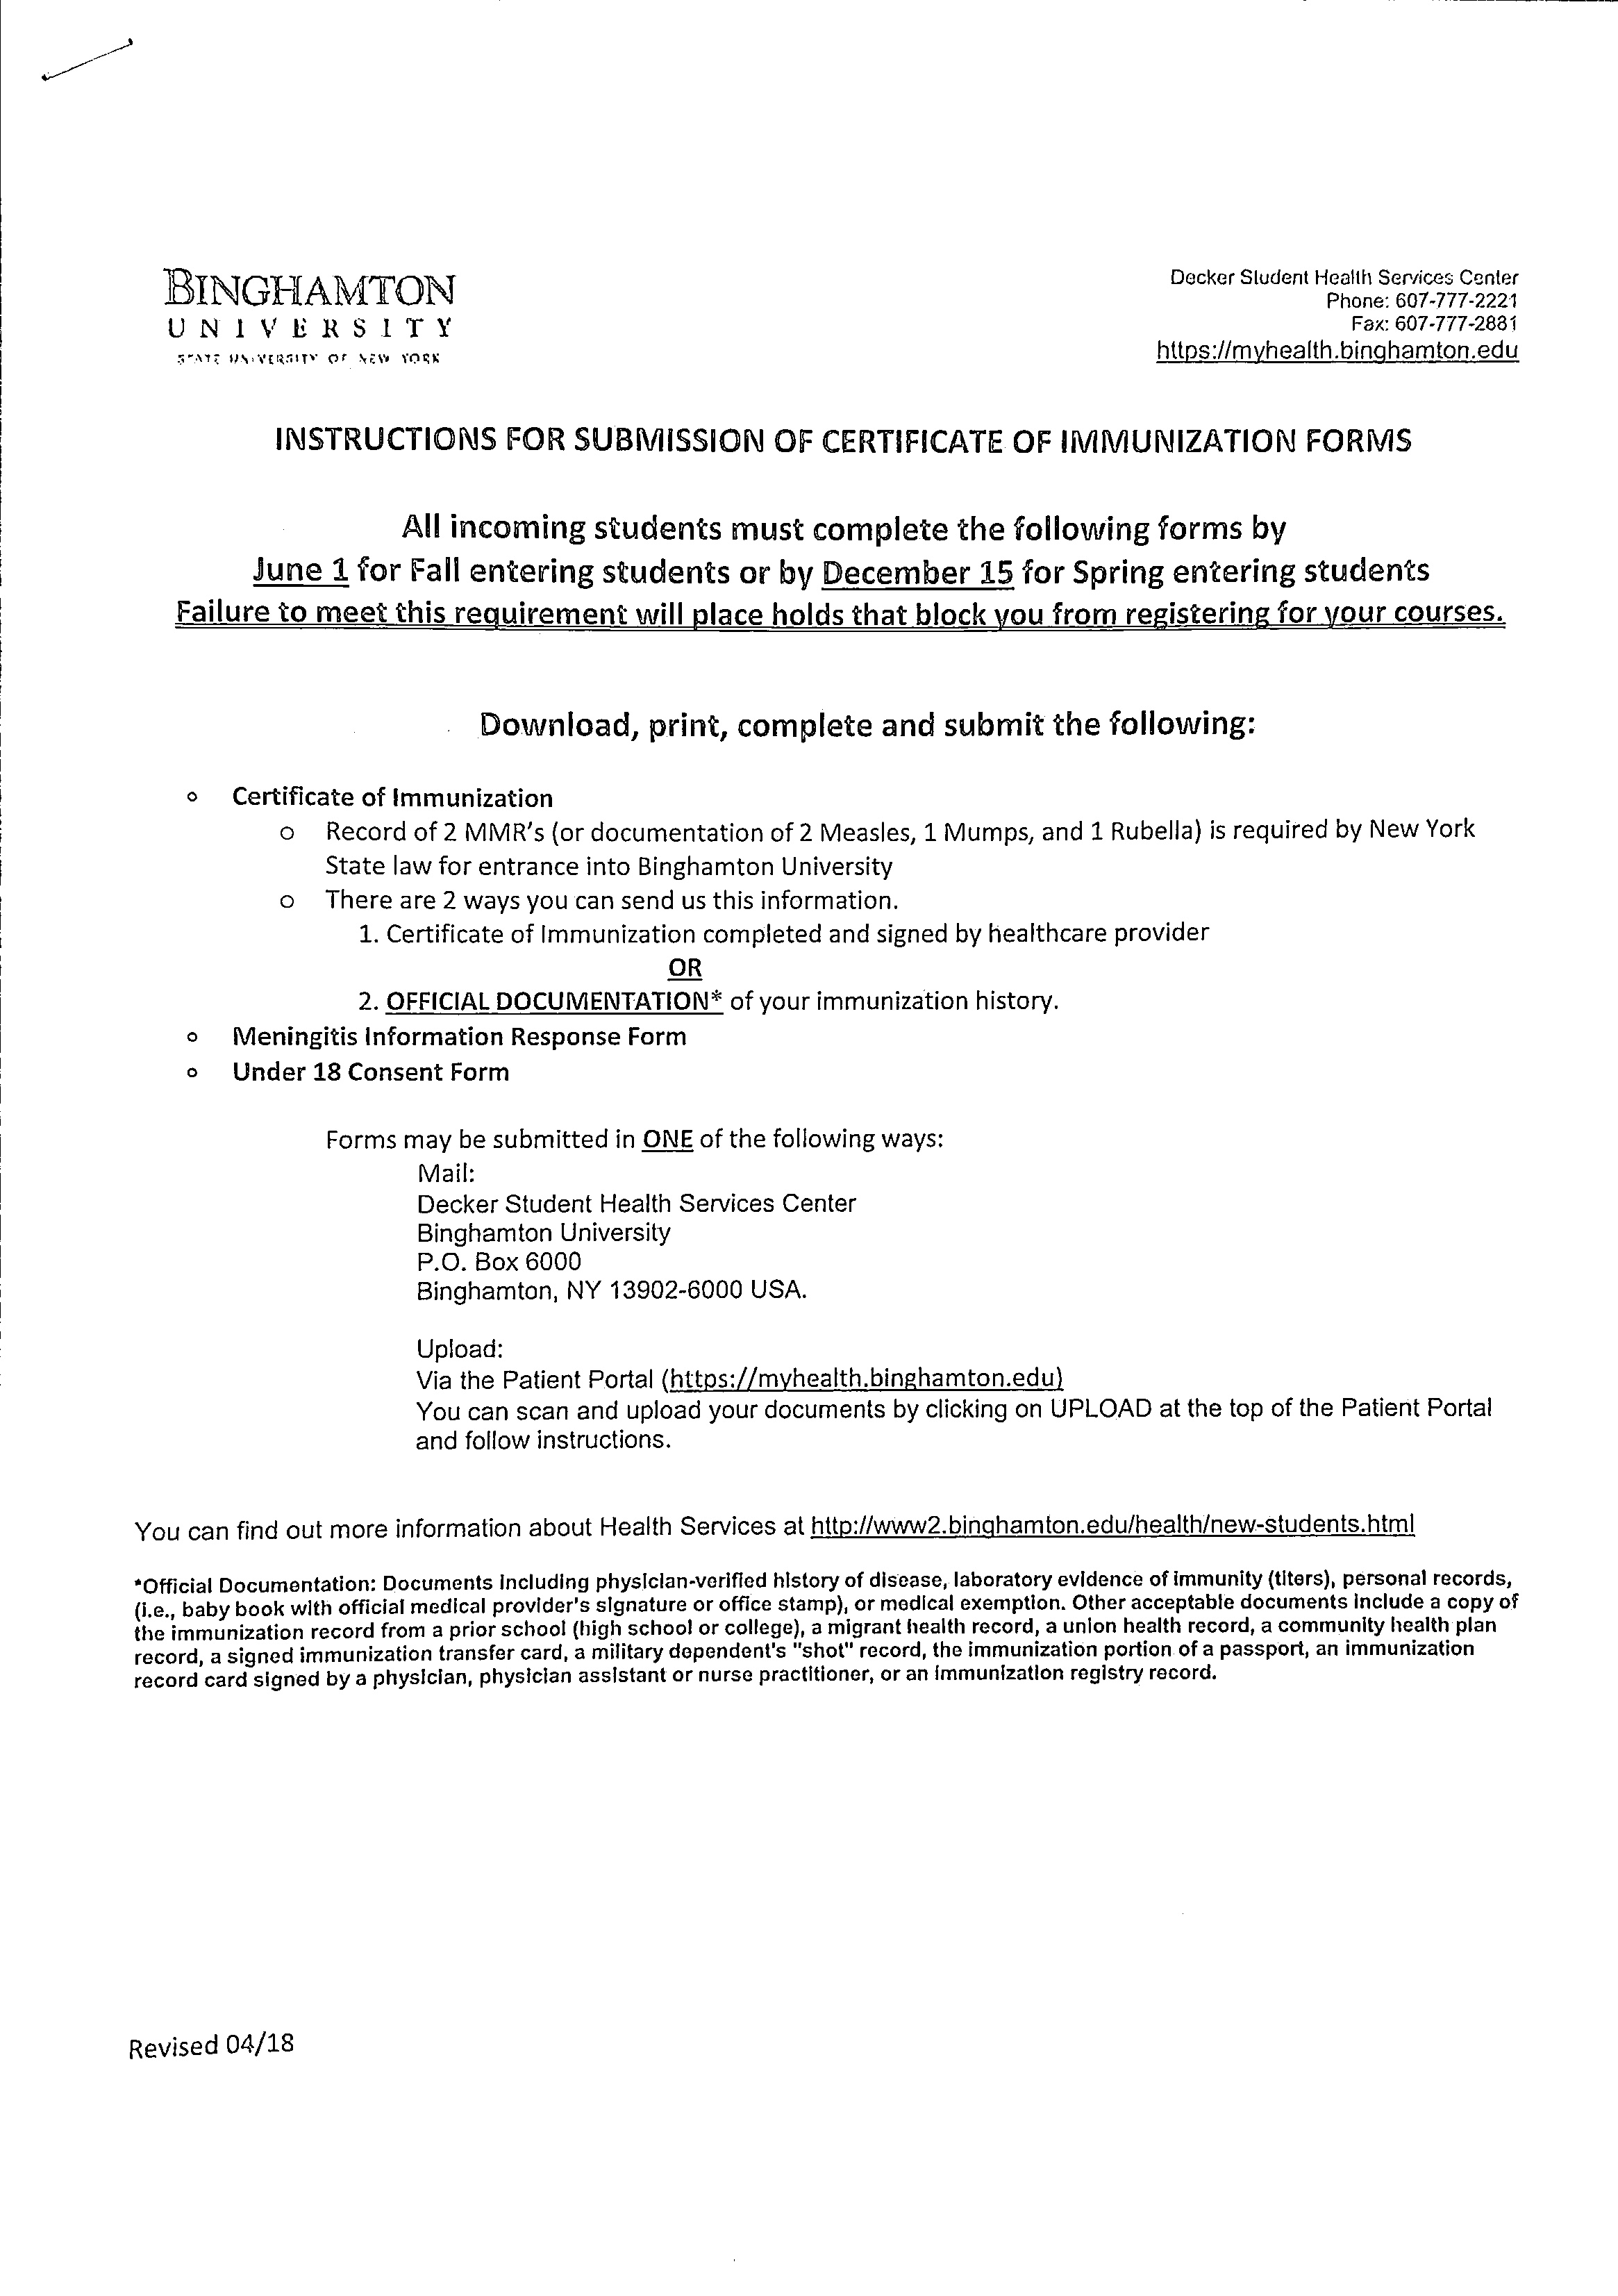 BINGHAMTON
UNIVERSITY
STATE UNIVERSITY OF NEW YORK
Decker Student Health Services Center
Phone: 607-777-2221
Fax: 607-777-2881
https://myhealth.binghamton.edu
INSTRUCTIONS FOR SUBMISSION OF CERTIFICATE OF IMMUNIZATION FORMS
All incoming students must complete the following forms by
June 1 for Fall entering students or by December 15 for Spring entering students
Failure to meet this requirement will place holds that block you from registering for your courses.
Download, print, complete and submit the following:
o Certificate of Immunization
o Record of 2 MMR's (or documentation of 2 Measles, 1 Mumps, and 1 Rubella) is required by New York
State law for entrance into Binghamton University
o There are 2 ways you can send us this information.
1. Certificate of Immunization completed and signed by healthcare provider
OR
2. OFFICIAL DOCUMENTATION* of your immunization history.
o Meningitis Information Response Form
o Under 18 Consent Form
Forms may be submitted in ONE of the following ways:
Mail:
Decker Student Health Services Center
Binghamton University
P.O. Box 6000
Binghamton, NY 13902-6000 USA.
Upload:
Via the Patient Portal (https://myhealth.binghamton.edu)
You can scan and upload your documents by clicking on UPLOAD at the top of the Patient Portal
and follow instructions.
You can find out more information about Health Services at http://www2.binghamton.edu/health/new-students.html
*Official Documentation: Documents including physician-verified history of disease, laboratory evidence of immunity (titers), personal records,
(i.e., baby book with official medical provider's signature or office stamp), or medical exemption. Other acceptable documents include a copy of
the immunization record from a prior school (high school or college), a migrant health record, a union health record, a community health plan
record, a signed immunization transfer card, a military dependent's "shot" record, the immunization portion of a passport, an immunization
record card signed by a physician, physician assistant or nurse practitioner, or an immunization registry record.
Revised 04/18